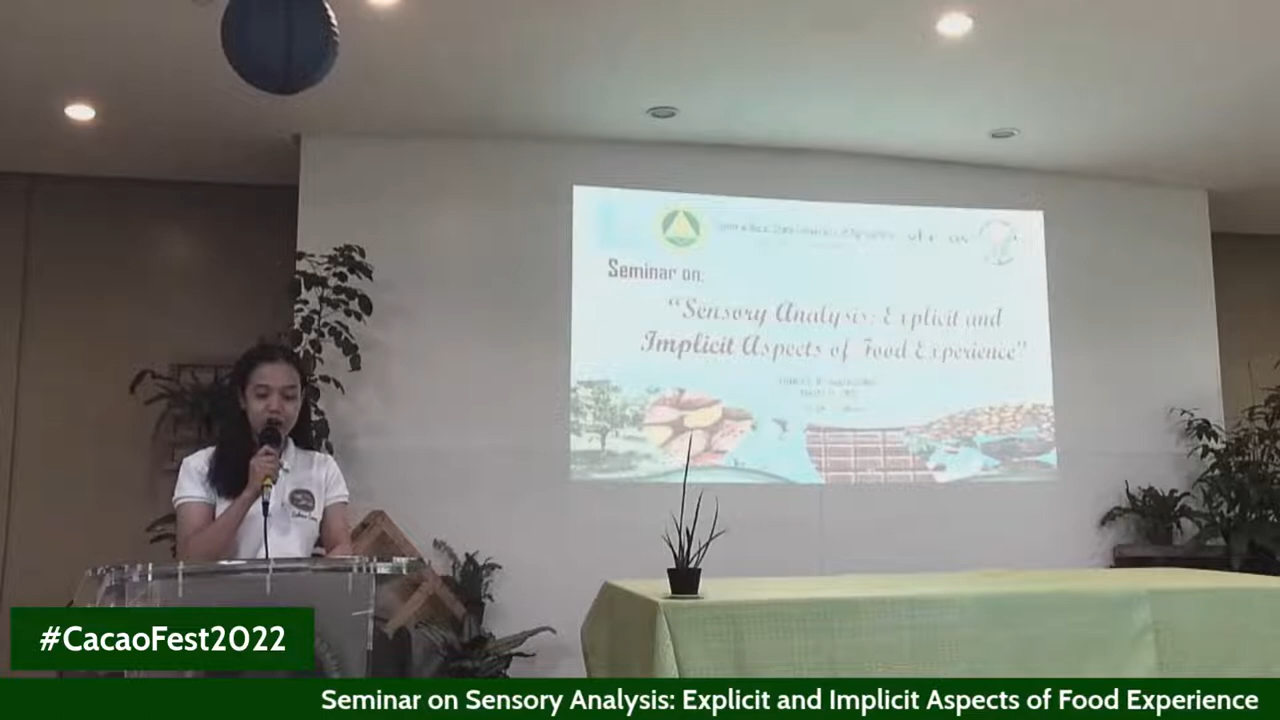 Seminar on:
"Sensory Analysis: Explicit and
Implicit Aspects of Food Experience"
#CacaoFest2022
Seminar on Sensory Analysis: Explicit and Implicit Aspects of Food Experience